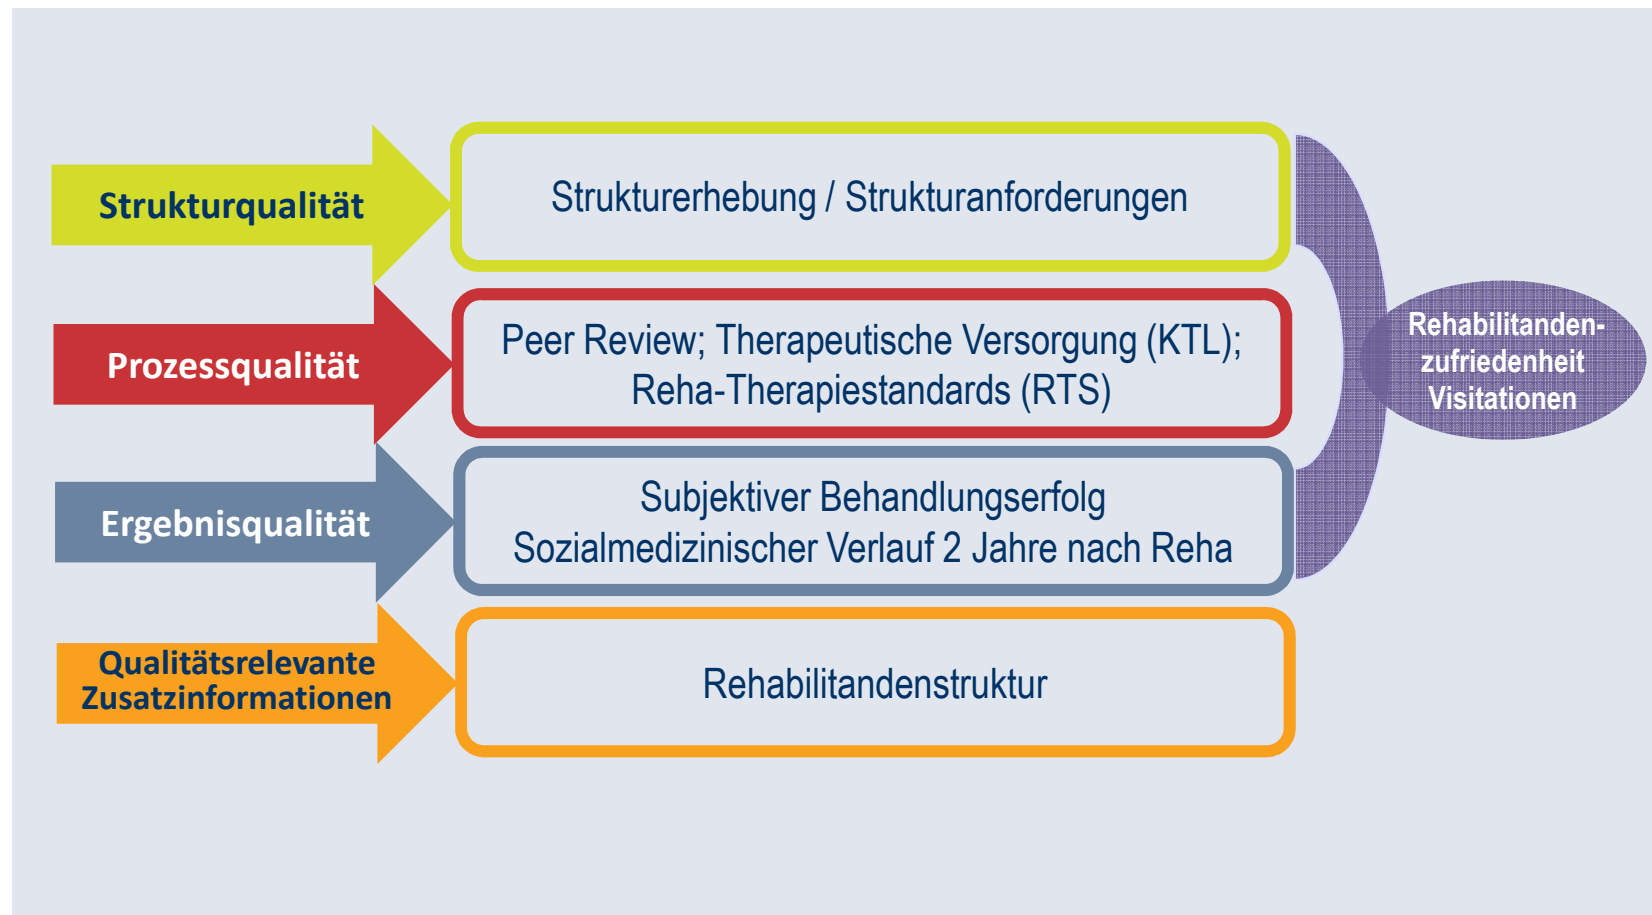 Strukturqualität
Strukturerhebung / Strukturanforderungen
Prozessqualität
Peer Review; Therapeutische Versorgung (KTL);
Reha-Therapiestandards (RTS)
Ergebnisqualität
Subjektiver Behandlungserfolg
Sozialmedizinischer Verlauf 2 Jahre nach Reha
Qualitätsrelevante
Zusatzinformationen
Rehabilitandenstruktur
Rehabilitanden-
zufriedenheit
Visitationen